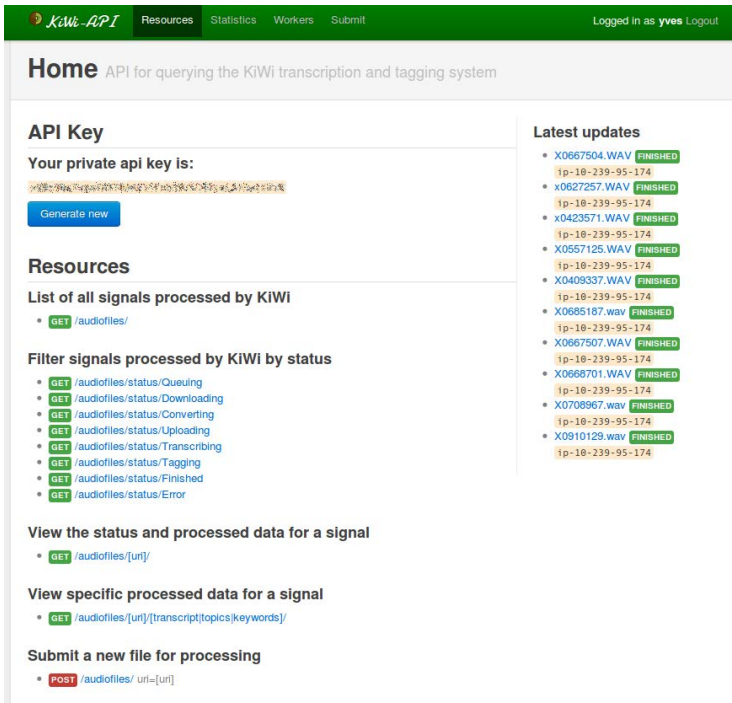 KiWi-API Resources Statistics Workers Submit Logged in as yves Logout
Home API for querying the KiWi transcription and tagging system
API Key
Your private api key is:
Generate new
Resources
List of all signals processed by KiWi
GET /audiofiles/
Filter signals processed by KiWi by status
GET /audiofiles/status/Queuing
GET /audiofiles/status/Downloading
GET /audiofiles/status/Converting
GET /audiofiles/status/Uploading
GET /audiofiles/status/Transcribing
GET /audiofiles/status/Tagging
GET /audiofiles/status/Finished
GET /audiofiles/status/Error
View the status and processed data for a signal
GET /audiofiles/[url]/
View specific processed data for a signal
GET /audiofiles/[url]/[transcript|topics|keywords]/
Submit a new file for processing
POST /audiofiles/ url=[url]
Latest updates
X0667504.WAV FINISHED
ip-10-239-95-174
x0627257.WAV FINISHED
ip-10-239-95-174
x0423571.WAV FINISHED
ip-10-239-95-174
X0557125.WAV FINISHED
ip-10-239-95-174
X0409337.WAV FINISHED
ip-10-239-95-174
X0685187.wav FINISHED
ip-10-239-95-174
X0667507.WAV FINISHED
ip-10-239-95-174
X0668701.WAV FINISHED
ip-10-239-95-174
X0708967.wav FINISHED
ip-10-239-95-174
X0910129.wav FINISHED
ip-10-239-95-174